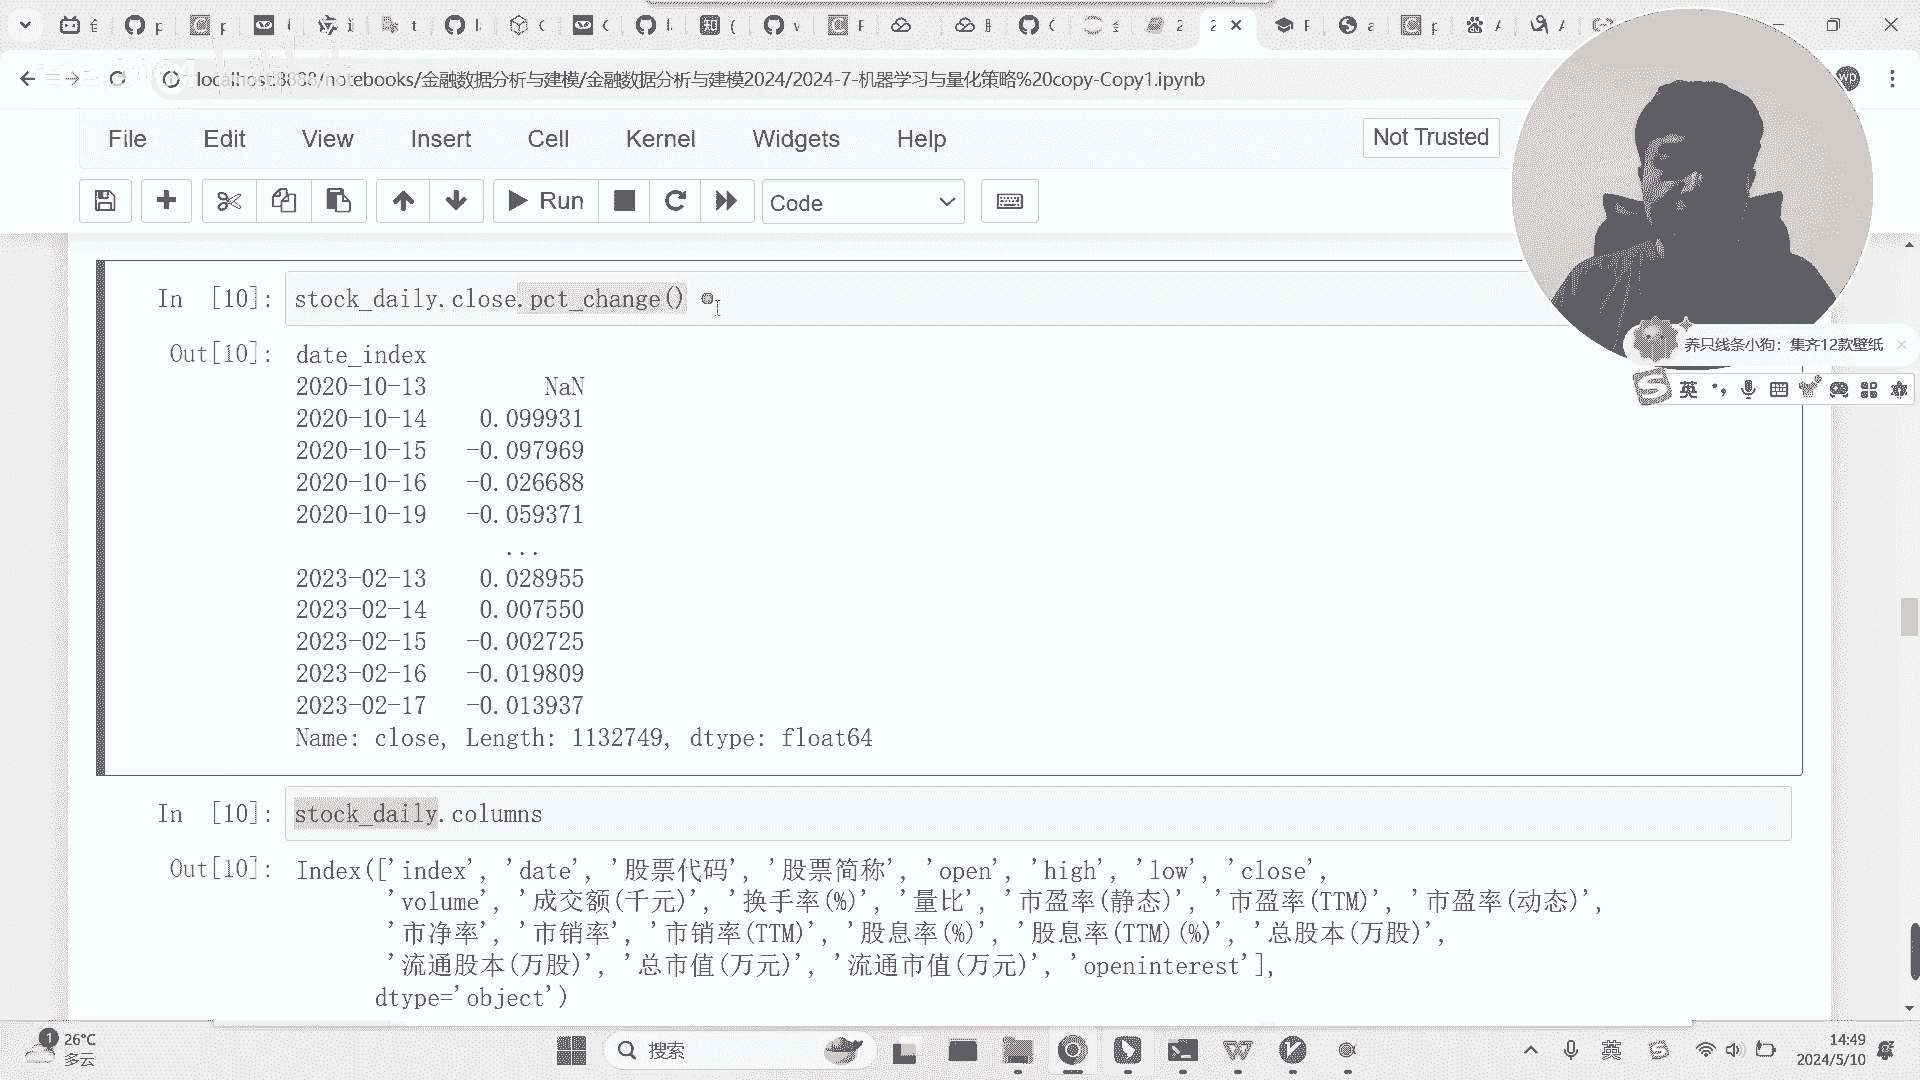 localhost:8888/notebooks/金融数据分析与建模/金融数据分析与建模2024/2024-7-机器学习与量化策略%20copy-Copy1.ipynb
wp
File Edit View Insert Cell Kernel Widgets Help
Not Trusted
Run
Code
In [10]: stock_daily.close.pct_change()
Out[10]: date_index
2020-10-13 NaN
2020-10-14 0.099931
2020-10-15 -0.097969
2020-10-16 -0.026688
2020-10-19 -0.059371
...
2023-02-13 0.028955
2023-02-14 0.007550
2023-02-15 -0.002725
2023-02-16 -0.019809
2023-02-17 -0.013937
Name: close, Length: 1132749, dtype: float64
养只线条小狗：集齐12款壁纸
英
In [10]: stock_daily.columns
Out[10]: Index(['index', 'date', '股票代码', '股票简称', 'open', 'high', 'low', 'close',
'volume', '成交额(千元)', '换手率(%)', '量比', '市盈率(静态)', '市盈率(TTM)', '市盈率(动态)',
'市净率', '市销率', '市销率(TTM)', '股息率(%)', '股息率(TTM)(%)', '总股本(万股)',
'流通股本(万股)', '总市值(万元)', '流通市值(万元)', 'openinterest'],
dtype='object')
1
26°C
多云
搜索
英
14:49
2024/5/10